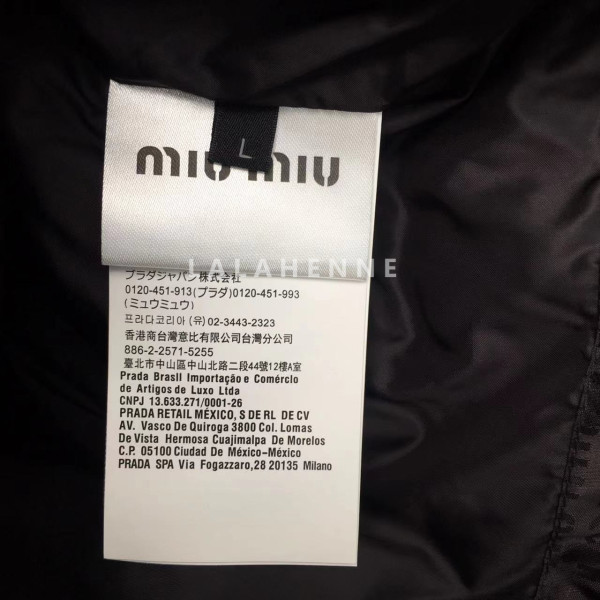 L
miu miu
LALAHENNE
プラダジャパン株式会社
0120-451-913(プラダ)0120-451-993
(ミュウミュウ)
프라다코리아 (유) 02-3443-2323
香港商台灣意比有限公司台灣分公司
886-2-2571-5255
臺北市中山區中山北路二段44號12樓A室
Prada Brasil Importação e Comércio
de Artigos de Luxo Ltda
CNPJ 13.633.271/0001-26
PRADA RETAIL MÉXICO, S DE RL DE CV
AV. Vasco De Quiroga 3800 Col. Lomas
De Vista Hermosa Cuajimalpa De Morelos
C.P. 05100 Ciudad De México-México
PRADA SPA Via Fogazzaro,28 20135 Milano